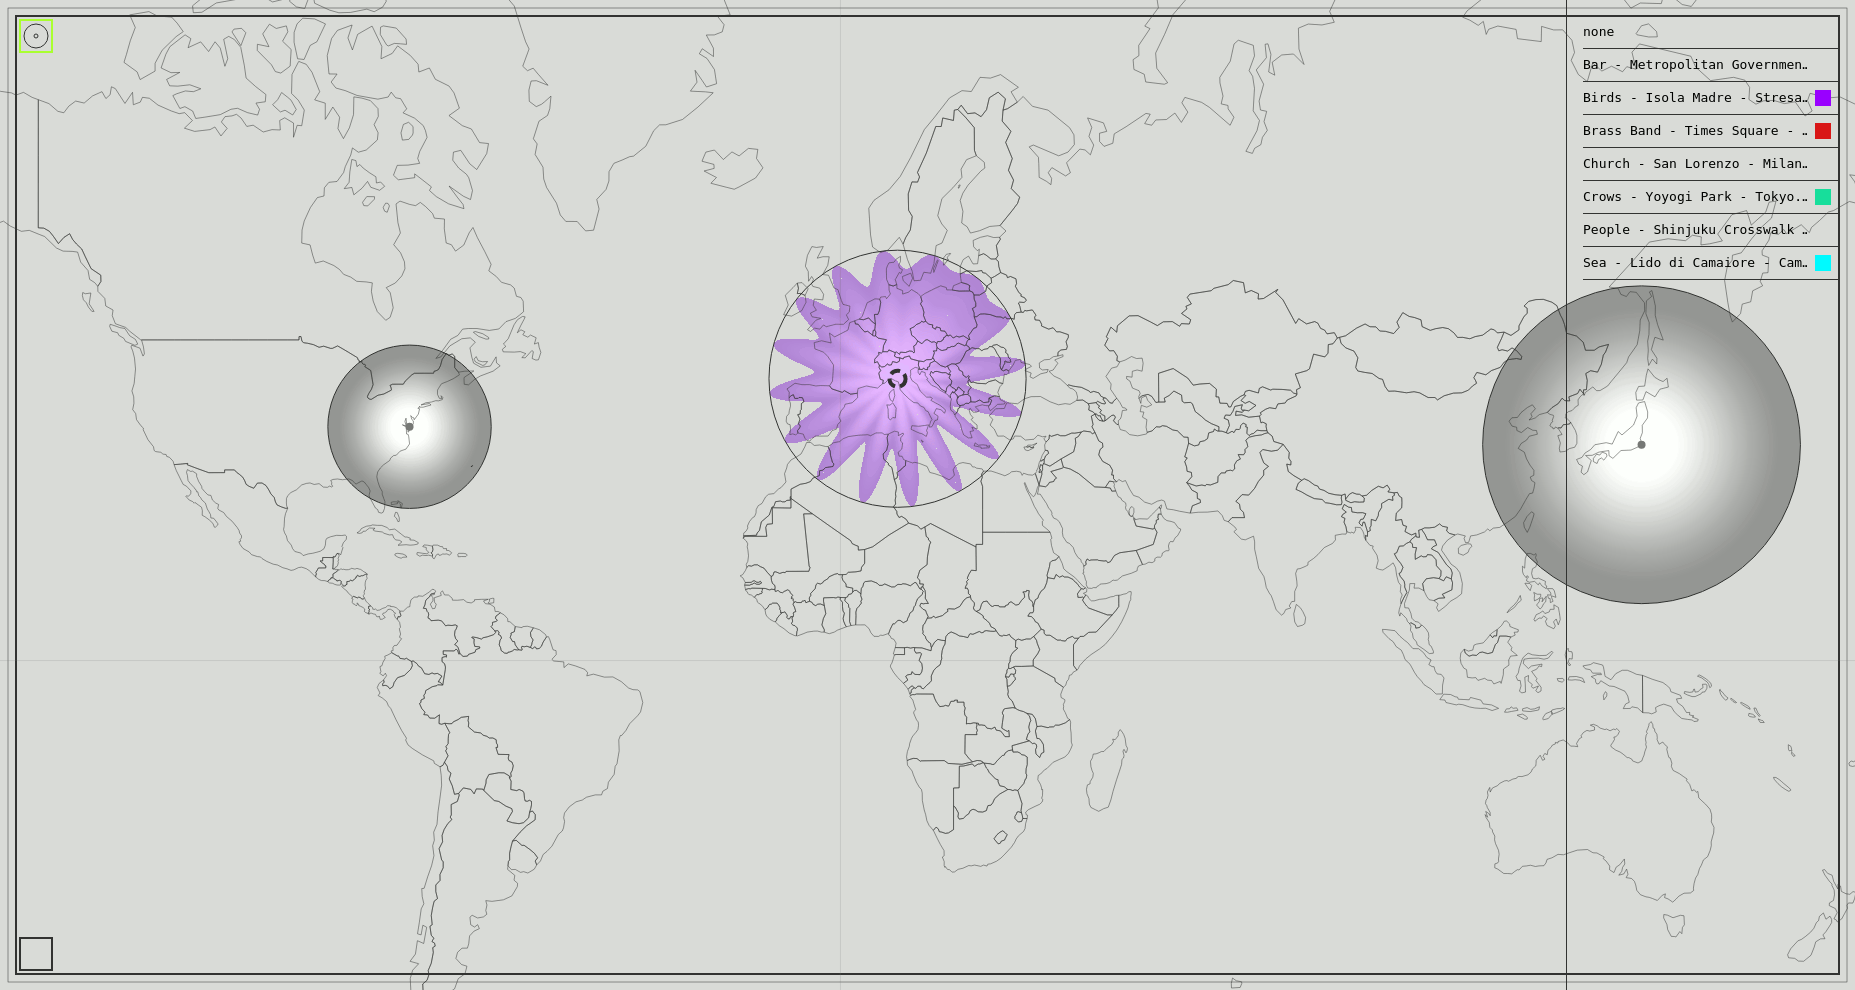 none
Bar - Metropolitan Governmen…
Birds - Isola Madre - Stresa…
Brass Band - Times Square - …
Church - San Lorenzo - Milan…
Crows - Yoyogi Park - Tokyo.…
People - Shinjuku Crosswalk …
Sea - Lido di Camaiore - Cam…